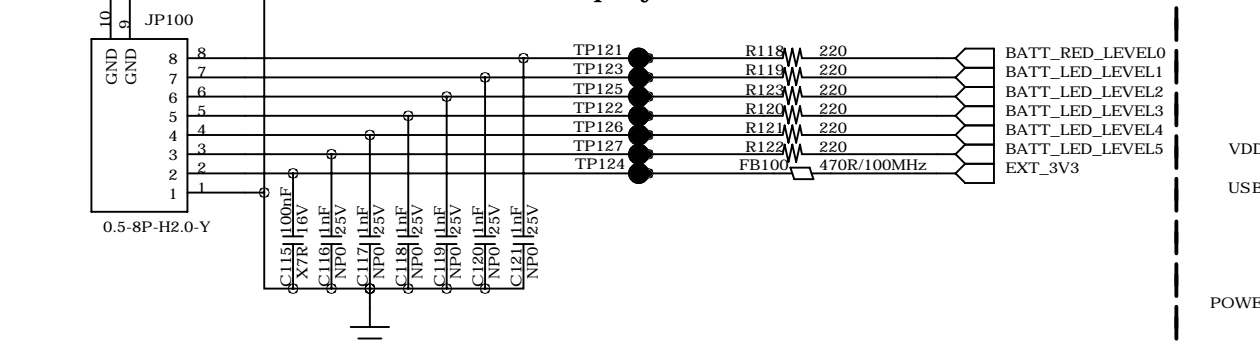 10
9
JP100
GND
GND
8 8 TP121 R118 220 BATT_RED_LEVEL0
7 7 TP123 R119 220 BATT_LED_LEVEL1
6 6 TP125 R123 220 BATT_LED_LEVEL2
5 5 TP122 R120 220 BATT_LED_LEVEL3
4 4 TP126 R121 220 BATT_LED_LEVEL4
3 3 TP127 R122 220 BATT_LED_LEVEL5
2 2 TP124 FB100 470R/100MHz EXT_3V3
1 1
0.5-8P-H2.0-Y
C115 100nF
X7R 16V
C116 1nF
NP0 25V
C117 1nF
NP0 25V
C118 1nF
NP0 25V
C119 1nF
NP0 25V
C120 1nF
NP0 25V
C121 1nF
NP0 25V
VDD
USB
POWE